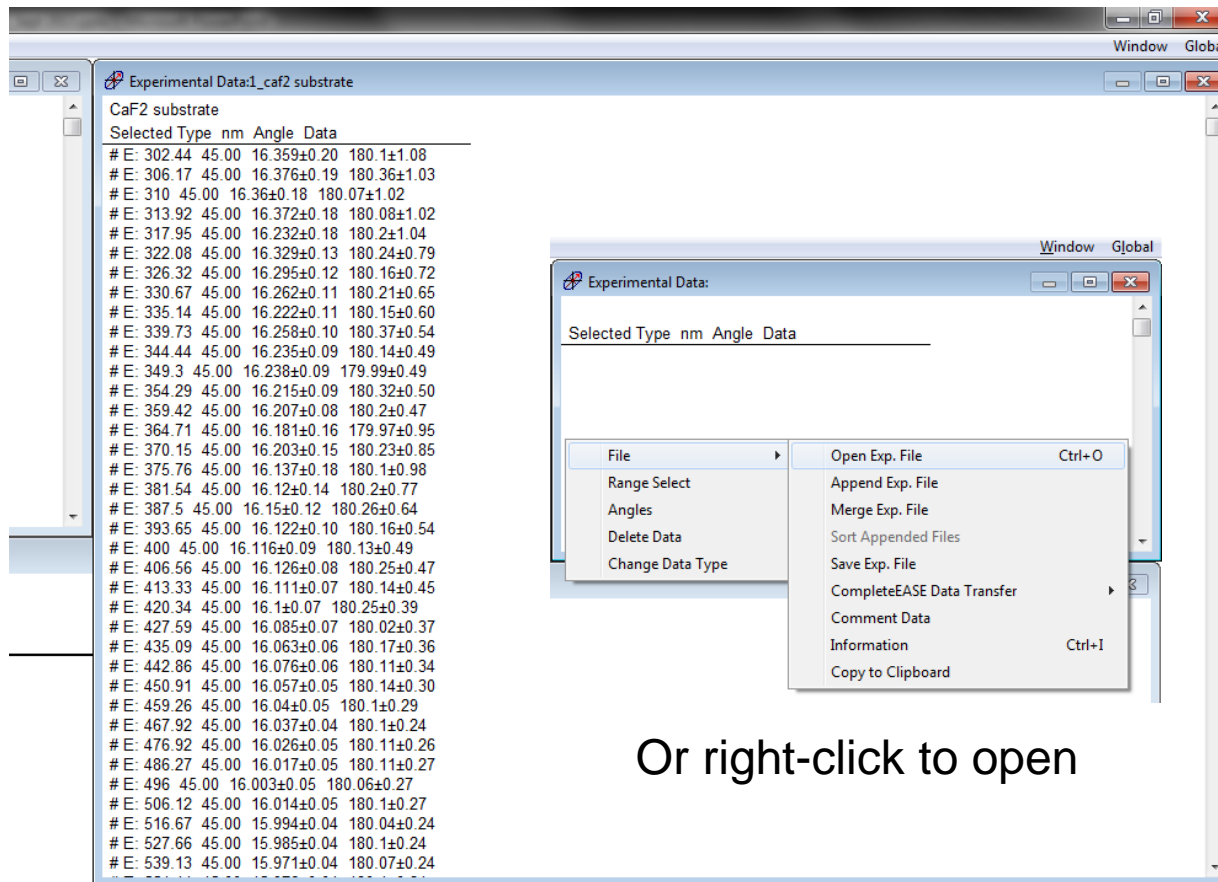 Window Globa
Experimental Data:1_caf2 substrate
CaF2 substrate
Selected Type nm Angle Data
# E: 302.44 45.00 16.359±0.20 180.1±1.08
# E: 306.17 45.00 16.376±0.19 180.36±1.03
# E: 310 45.00 16.36±0.18 180.07±1.02
# E: 313.92 45.00 16.372±0.18 180.08±1.02
# E: 317.95 45.00 16.232±0.18 180.2±1.04
# E: 322.08 45.00 16.329±0.13 180.24±0.79
# E: 326.32 45.00 16.295±0.12 180.16±0.72
# E: 330.67 45.00 16.262±0.11 180.21±0.65
# E: 335.14 45.00 16.222±0.11 180.15±0.60
# E: 339.73 45.00 16.258±0.10 180.37±0.54
# E: 344.44 45.00 16.235±0.09 180.14±0.49
# E: 349.3 45.00 16.238±0.09 179.99±0.49
# E: 354.29 45.00 16.215±0.09 180.32±0.50
# E: 359.42 45.00 16.207±0.08 180.2±0.47
# E: 364.71 45.00 16.181±0.16 179.97±0.95
# E: 370.15 45.00 16.203±0.15 180.23±0.85
# E: 375.76 45.00 16.137±0.18 180.1±0.98
# E: 381.54 45.00 16.12±0.14 180.2±0.77
# E: 387.5 45.00 16.15±0.12 180.26±0.64
# E: 393.65 45.00 16.122±0.10 180.16±0.54
# E: 400 45.00 16.116±0.09 180.13±0.49
# E: 406.56 45.00 16.126±0.08 180.25±0.47
# E: 413.33 45.00 16.111±0.07 180.14±0.45
# E: 420.34 45.00 16.1±0.07 180.25±0.39
# E: 427.59 45.00 16.085±0.07 180.02±0.37
# E: 435.09 45.00 16.063±0.06 180.17±0.36
# E: 442.86 45.00 16.076±0.06 180.11±0.34
# E: 450.91 45.00 16.057±0.05 180.14±0.30
# E: 459.26 45.00 16.04±0.05 180.1±0.29
# E: 467.92 45.00 16.037±0.04 180.1±0.24
# E: 476.92 45.00 16.026±0.05 180.11±0.26
# E: 486.27 45.00 16.017±0.05 180.11±0.27
# E: 496 45.00 16.003±0.05 180.06±0.27
# E: 506.12 45.00 16.014±0.05 180.1±0.27
# E: 516.67 45.00 15.994±0.04 180.04±0.24
# E: 527.66 45.00 15.985±0.04 180.1±0.24
# E: 539.13 45.00 15.971±0.04 180.07±0.24
Window Global
Experimental Data:
Selected Type nm Angle Data
File
Range Select
Angles
Delete Data
Change Data Type
Open Exp. File Ctrl+O
Append Exp. File
Merge Exp. File
Sort Appended Files
Save Exp. File
CompleteEASE Data Transfer
Comment Data
Information Ctrl+I
Copy to Clipboard
Or right-click to open